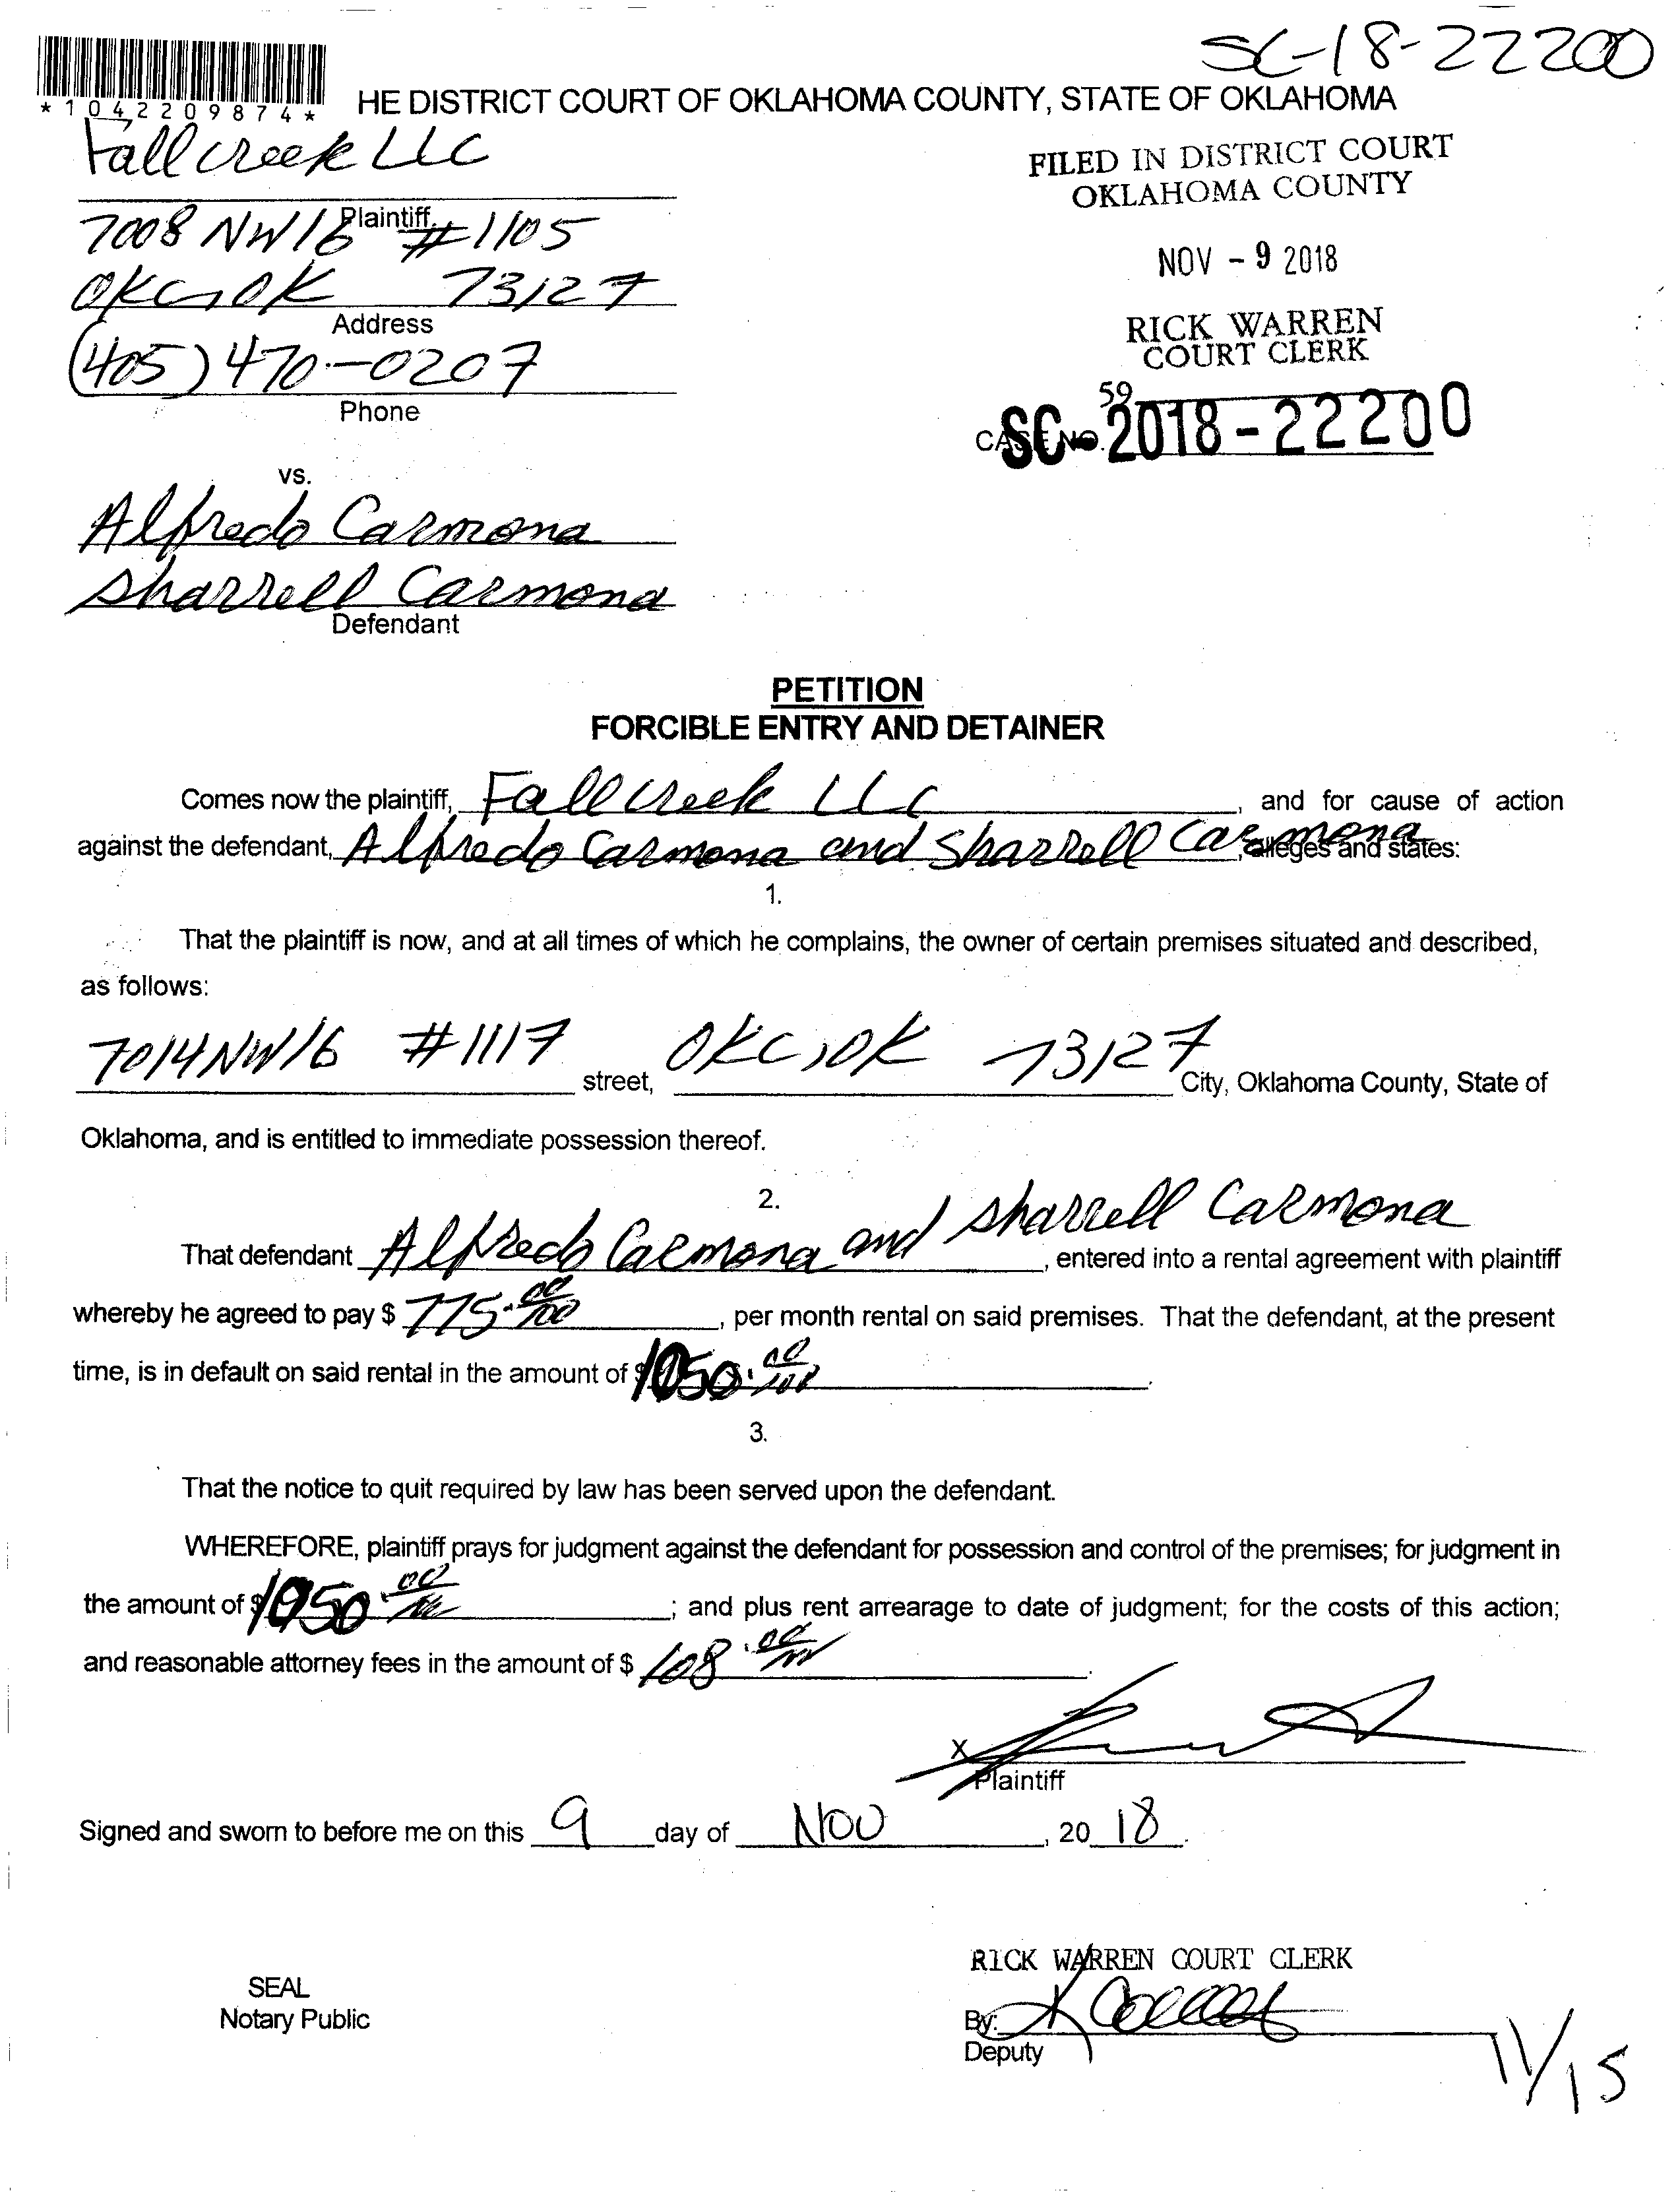 SC-18-22200
*1042209874*
HE DISTRICT COURT OF OKLAHOMA COUNTY, STATE OF OKLAHOMA
Fallcreek LLC
FILED IN DISTRICT COURT
OKLAHOMA COUNTY
Plaintiff
7008 NW 16 #1105
NOV - 9 2018
OKC, OK 73127
Address
RICK WARREN
COURT CLERK
(405) 470-0207
Phone
59
CASE NO. SC-2018-22200
vs.
Alfredo Carmona
Sharrell Carmona
Defendant
PETITION
FORCIBLE ENTRY AND DETAINER
Comes now the plaintiff, Fallcreek LLC, and for cause of action
against the defendant, Alfredo Carmona and Sharrell Carmona, alleges and states:
1.
That the plaintiff is now, and at all times of which he complains, the owner of certain premises situated and described,
as follows:
7014 NW 16 #1117 street, OKC, OK 73127 City, Oklahoma County, State of
Oklahoma, and is entitled to immediate possession thereof.
2.
That defendant Alfredo Carmona and Sharrell Carmona, entered into a rental agreement with plaintiff
whereby he agreed to pay $ 775.00/100, per month rental on said premises. That the defendant, at the present
time, is in default on said rental in the amount of $ 1050.00/100.
3.
That the notice to quit required by law has been served upon the defendant.
WHEREFORE, plaintiff prays for judgment against the defendant for possession and control of the premises; for judgment in
the amount of $ 1050.00/100; and plus rent arrearage to date of judgment; for the costs of this action;
and reasonable attorney fees in the amount of $ 108.00/100.
X
Plaintiff
Signed and sworn to before me on this 9 day of Nov, 20 18.
RICK WARREN COURT CLERK
SEAL
Notary Public
By:
Deputy
11/15